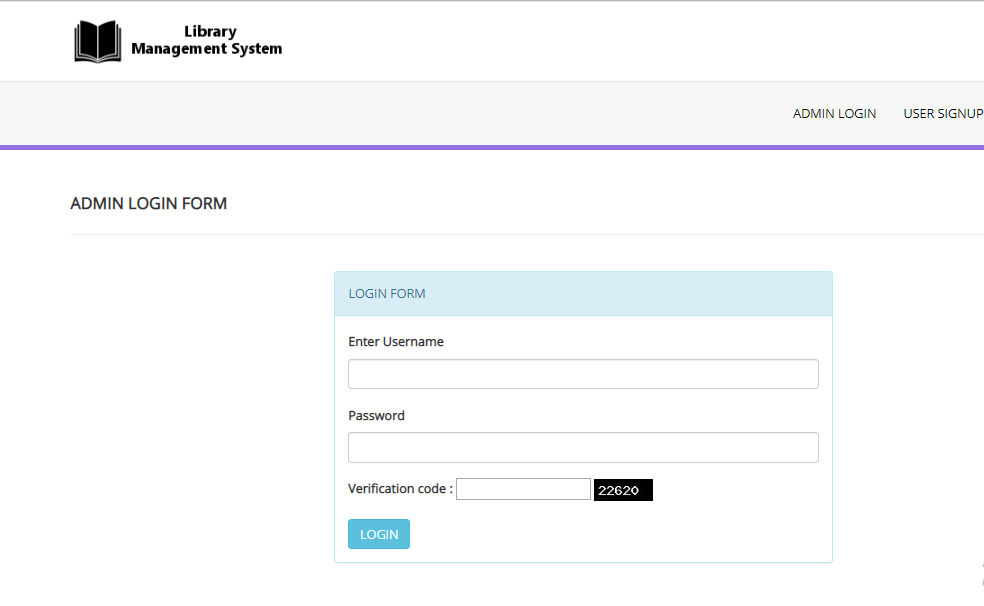 Library
Management System
ADMIN LOGIN
USER SIGNUP
ADMIN LOGIN FORM
LOGIN FORM
Enter Username
Password
Verification code : 22620
LOGIN